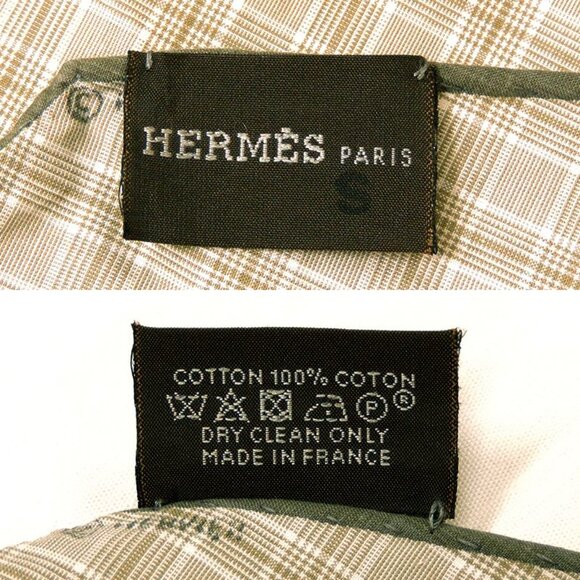 ©
HERMÈS PARIS
S
COTTON 100% COTON
P ®
DRY CLEAN ONLY
MADE IN FRANCE